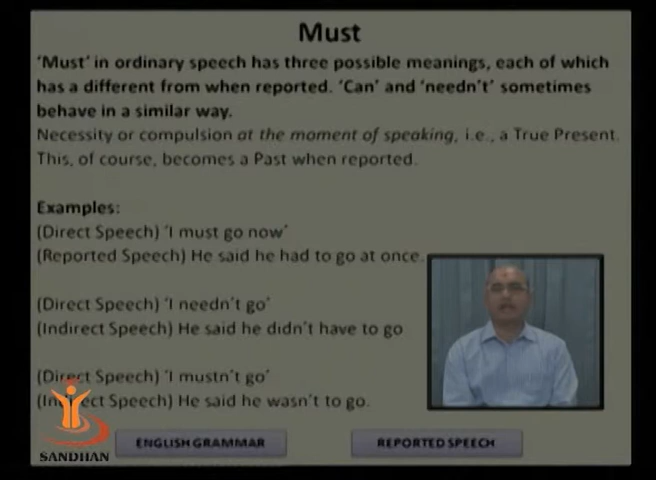 Must
‘Must’ in ordinary speech has three possible meanings, each of which
has a different from when reported. ‘Can’ and ‘needn’t’ sometimes
behave in a similar way.
Necessity or compulsion at the moment of speaking, i.e., a True Present.
This, of course, becomes a Past when reported.
Examples:
(Direct Speech) ‘I must go now’
(Reported Speech) He said he had to go at once.
(Direct Speech) ‘I needn’t go’
(Indirect Speech) He said he didn’t have to go
(Direct Speech) ‘I mustn’t go’
(Indirect Speech) He said he wasn’t to go.
ENGLISH GRAMMAR
REPORTED SPEECH
SANDHAN